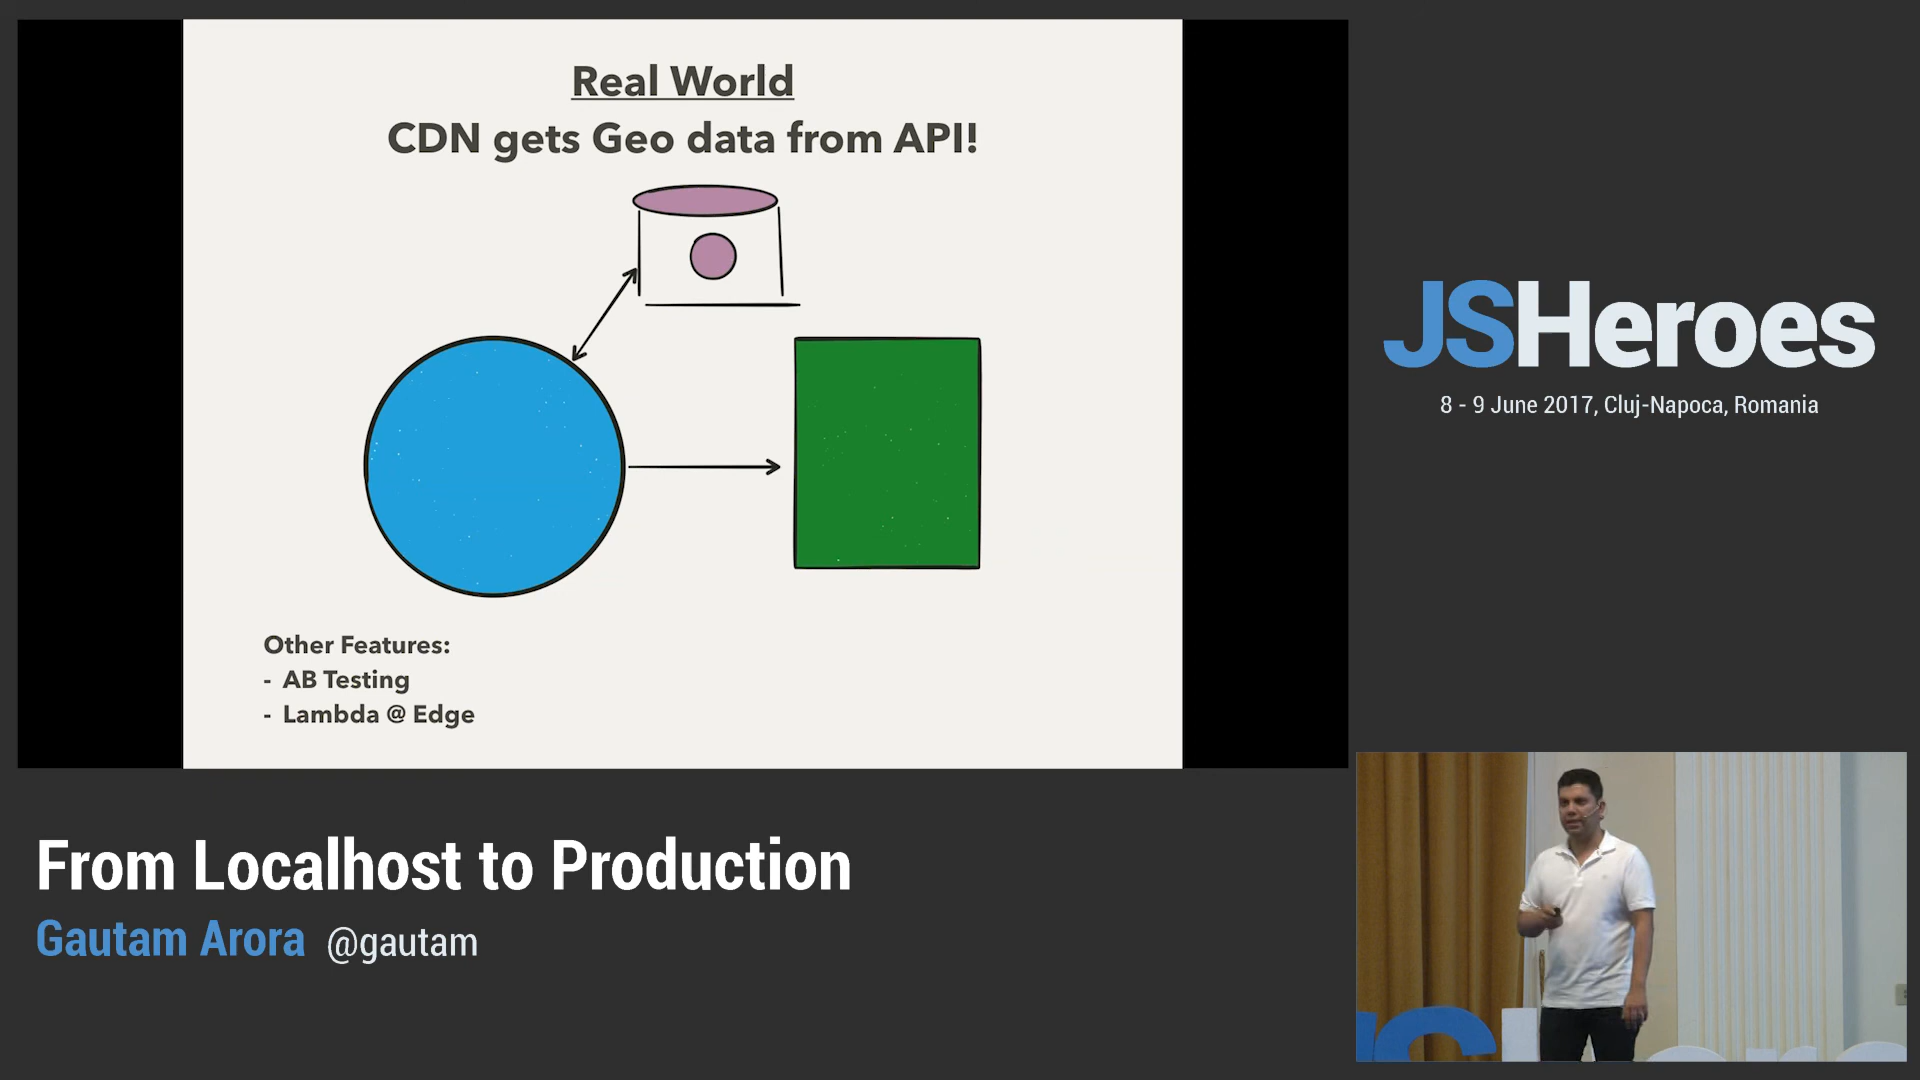 Real World
CDN gets Geo data from API!
Other Features:
- AB Testing
- Lambda @ Edge
JSHeroes
8 - 9 June 2017, Cluj-Napoca, Romania
From Localhost to Production
Gautam Arora @gautam